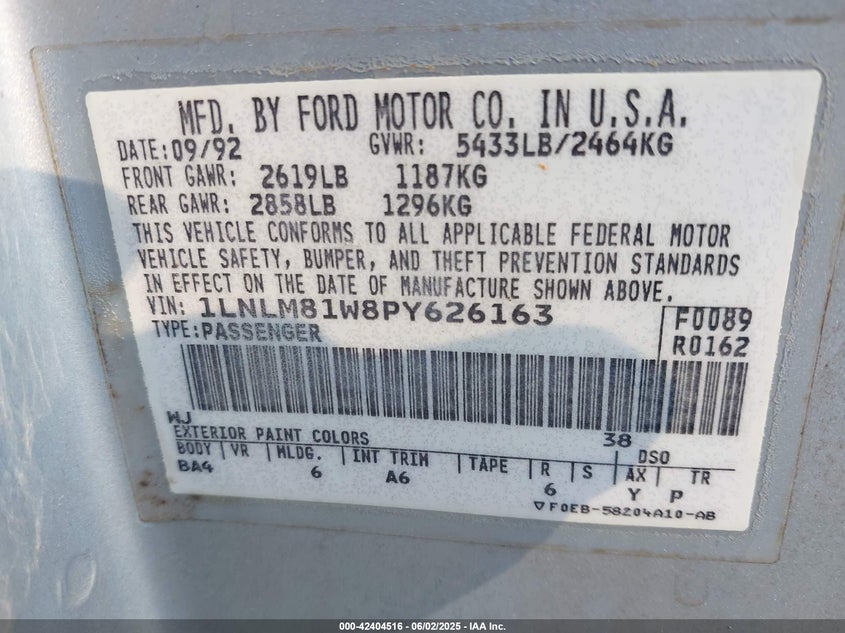 MFD. BY FORD MOTOR CO. IN U.S.A.
DATE: 09/92 GVWR: 5433LB/2464KG
FRONT GAWR: 2619LB 1187KG
REAR GAWR: 2858LB 1296KG
THIS VEHICLE CONFORMS TO ALL APPLICABLE FEDERAL MOTOR
VEHICLE SAFETY, BUMPER, AND THEFT PREVENTION STANDARDS
IN EFFECT ON THE DATE OF MANUFACTURE SHOWN ABOVE.
VIN: 1LNLM81W8PY626163 F0089
TYPE: PASSENGER R0162
WJ
EXTERIOR PAINT COLORS 38 DSO
BODY VR MLDG. INT TRIM TAPE R S AX TR
BA4 6 A6 6 Y P
▽F0EB-58204A10-AB
000-42404516 - 06/02/2025 - IAA Inc.